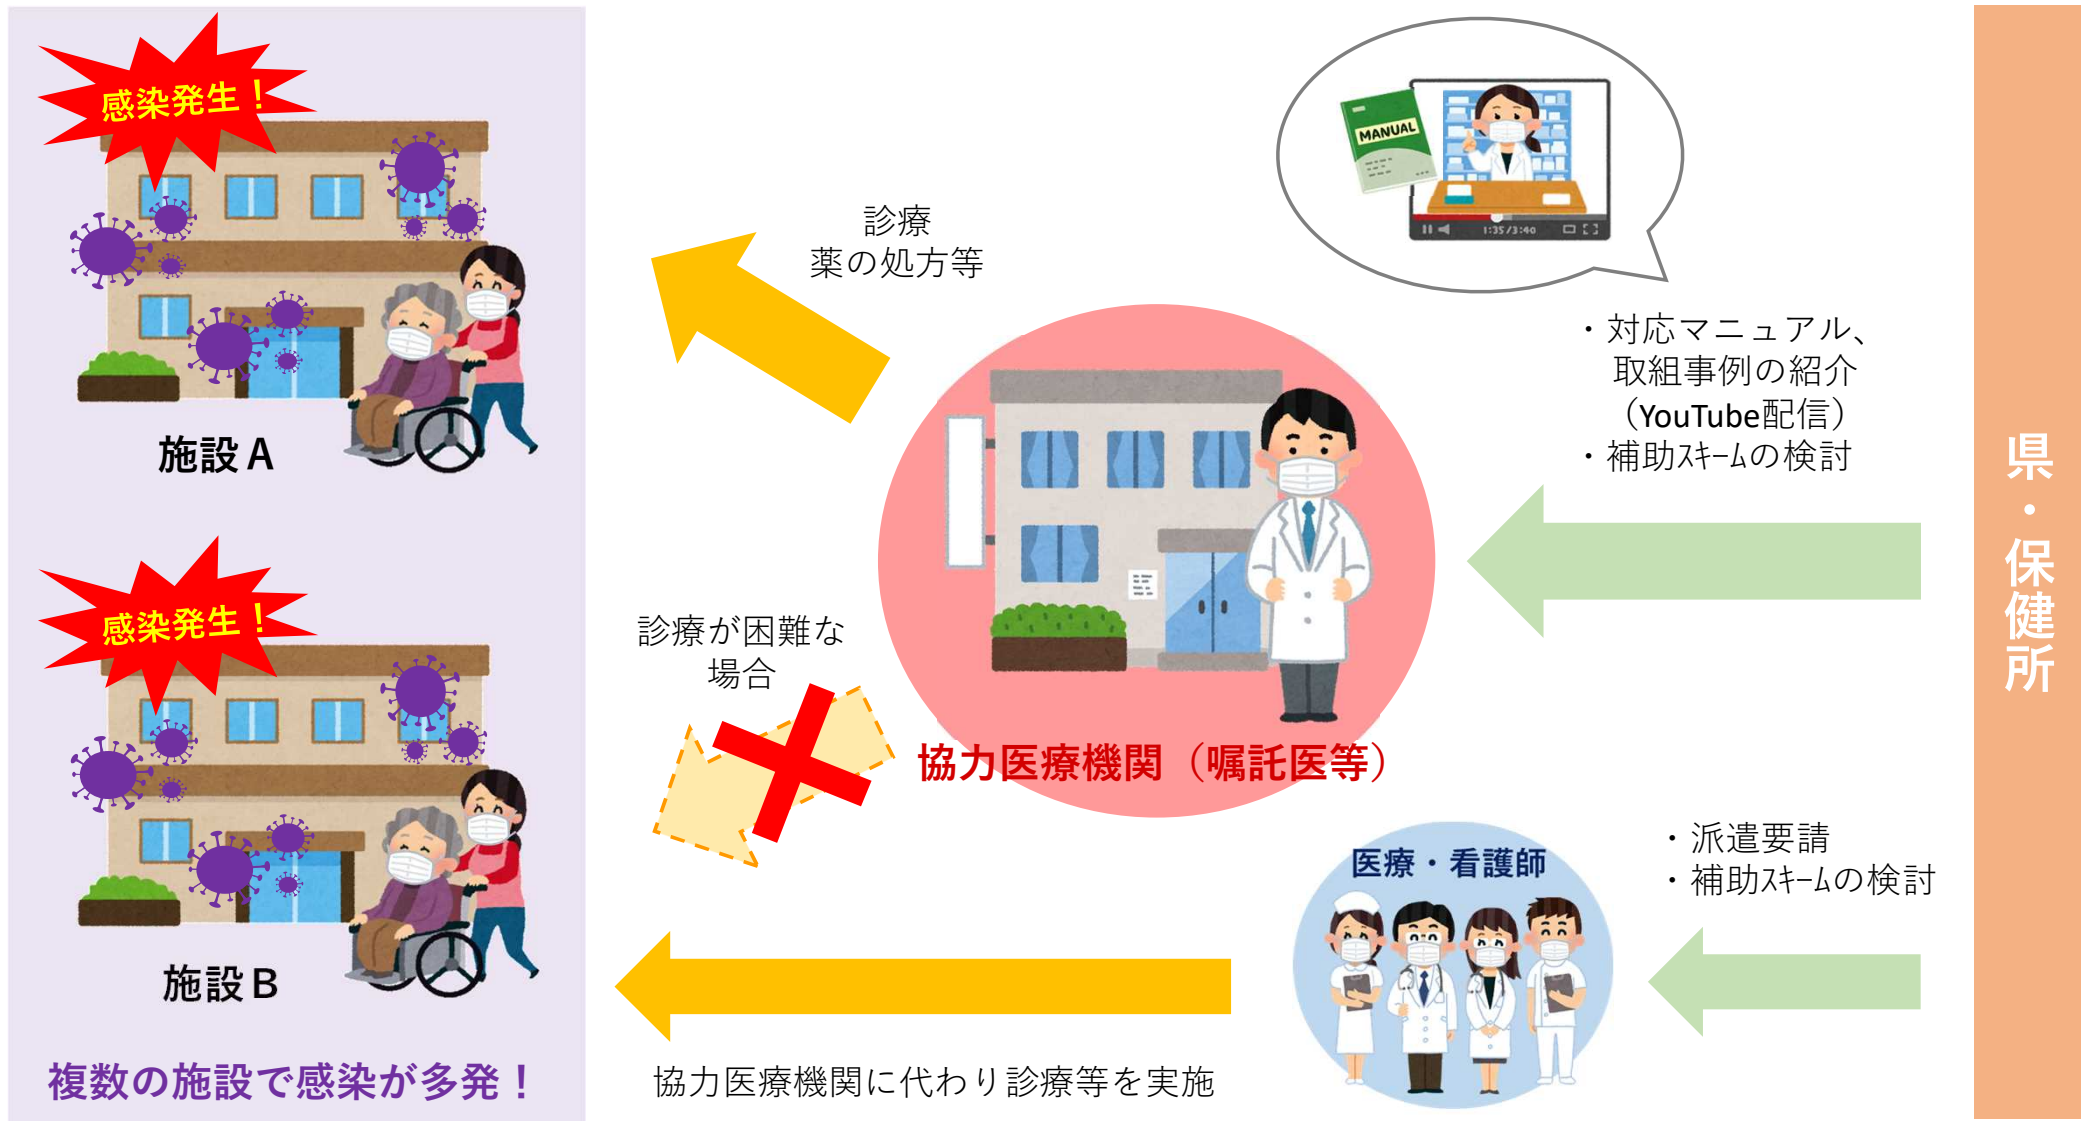 感染発生！
施設Ａ
感染発生！
施設Ｂ
複数の施設で感染が多発！
診療
薬の処方等
診療が困難な
場合
協力医療機関（嘱託医等）
MANUAL
1:35/3:40
・対応マニュアル、
取組事例の紹介
（YouTube配信）
・補助ｽｷｰﾑの検討
医療・看護師
・派遣要請
・補助ｽｷｰﾑの検討
協力医療機関に代わり診療等を実施
県・保健所